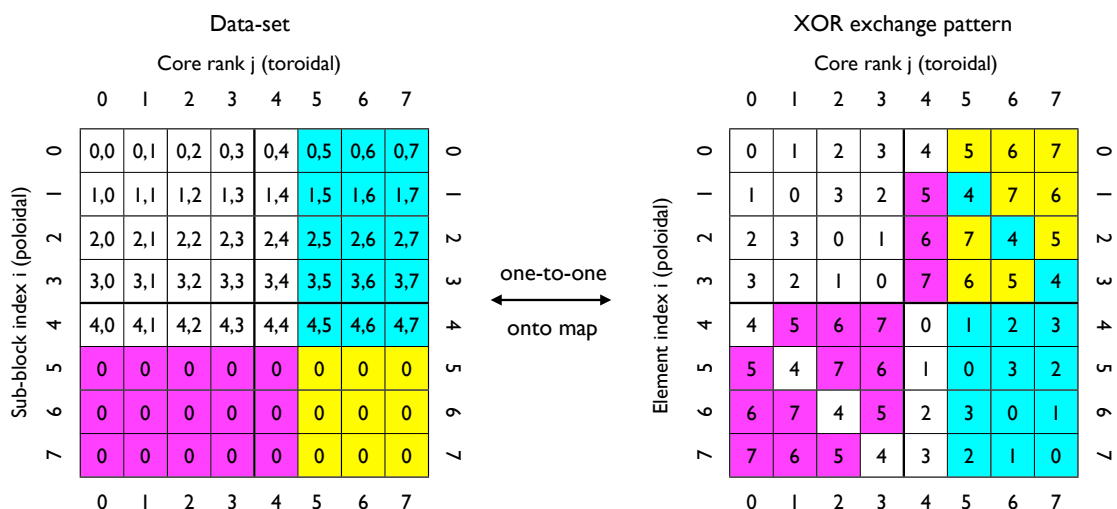 Data-set
Core rank j (toroidal)
0 1 2 3 4 5 6 7
Sub-block index i (poloidal)
0 0,0 0,1 0,2 0,3 0,4 0,5 0,6 0,7 0
1 1,0 1,1 1,2 1,3 1,4 1,5 1,6 1,7 1
2 2,0 2,1 2,2 2,3 2,4 2,5 2,6 2,7 2
3 3,0 3,1 3,2 3,3 3,4 3,5 3,6 3,7 3
4 4,0 4,1 4,2 4,3 4,4 4,5 4,6 4,7 4
5 0 0 0 0 0 0 0 0 5
6 0 0 0 0 0 0 0 0 6
7 0 0 0 0 0 0 0 0 7
0 1 2 3 4 5 6 7
one-to-one
onto map
XOR exchange pattern
Core rank j (toroidal)
0 1 2 3 4 5 6 7
Element index i (poloidal)
0 0 1 2 3 4 5 6 7 0
1 1 0 3 2 5 4 7 6 1
2 2 3 0 1 6 7 4 5 2
3 3 2 1 0 7 6 5 4 3
4 4 5 6 7 0 1 2 3 4
5 5 4 7 6 1 0 3 2 5
6 6 7 4 5 2 3 0 1 6
7 7 6 5 4 3 2 1 0 7
0 1 2 3 4 5 6 7